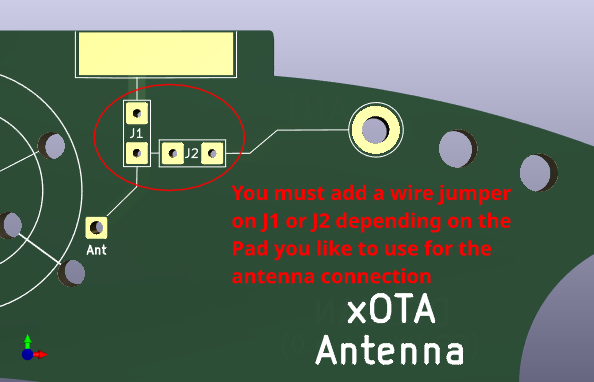 J1
J2
Ant
You must add a wire jumper
on J1 or J2 depending on the
Pad you like to use for the
antenna connection
xOTA
Antenna